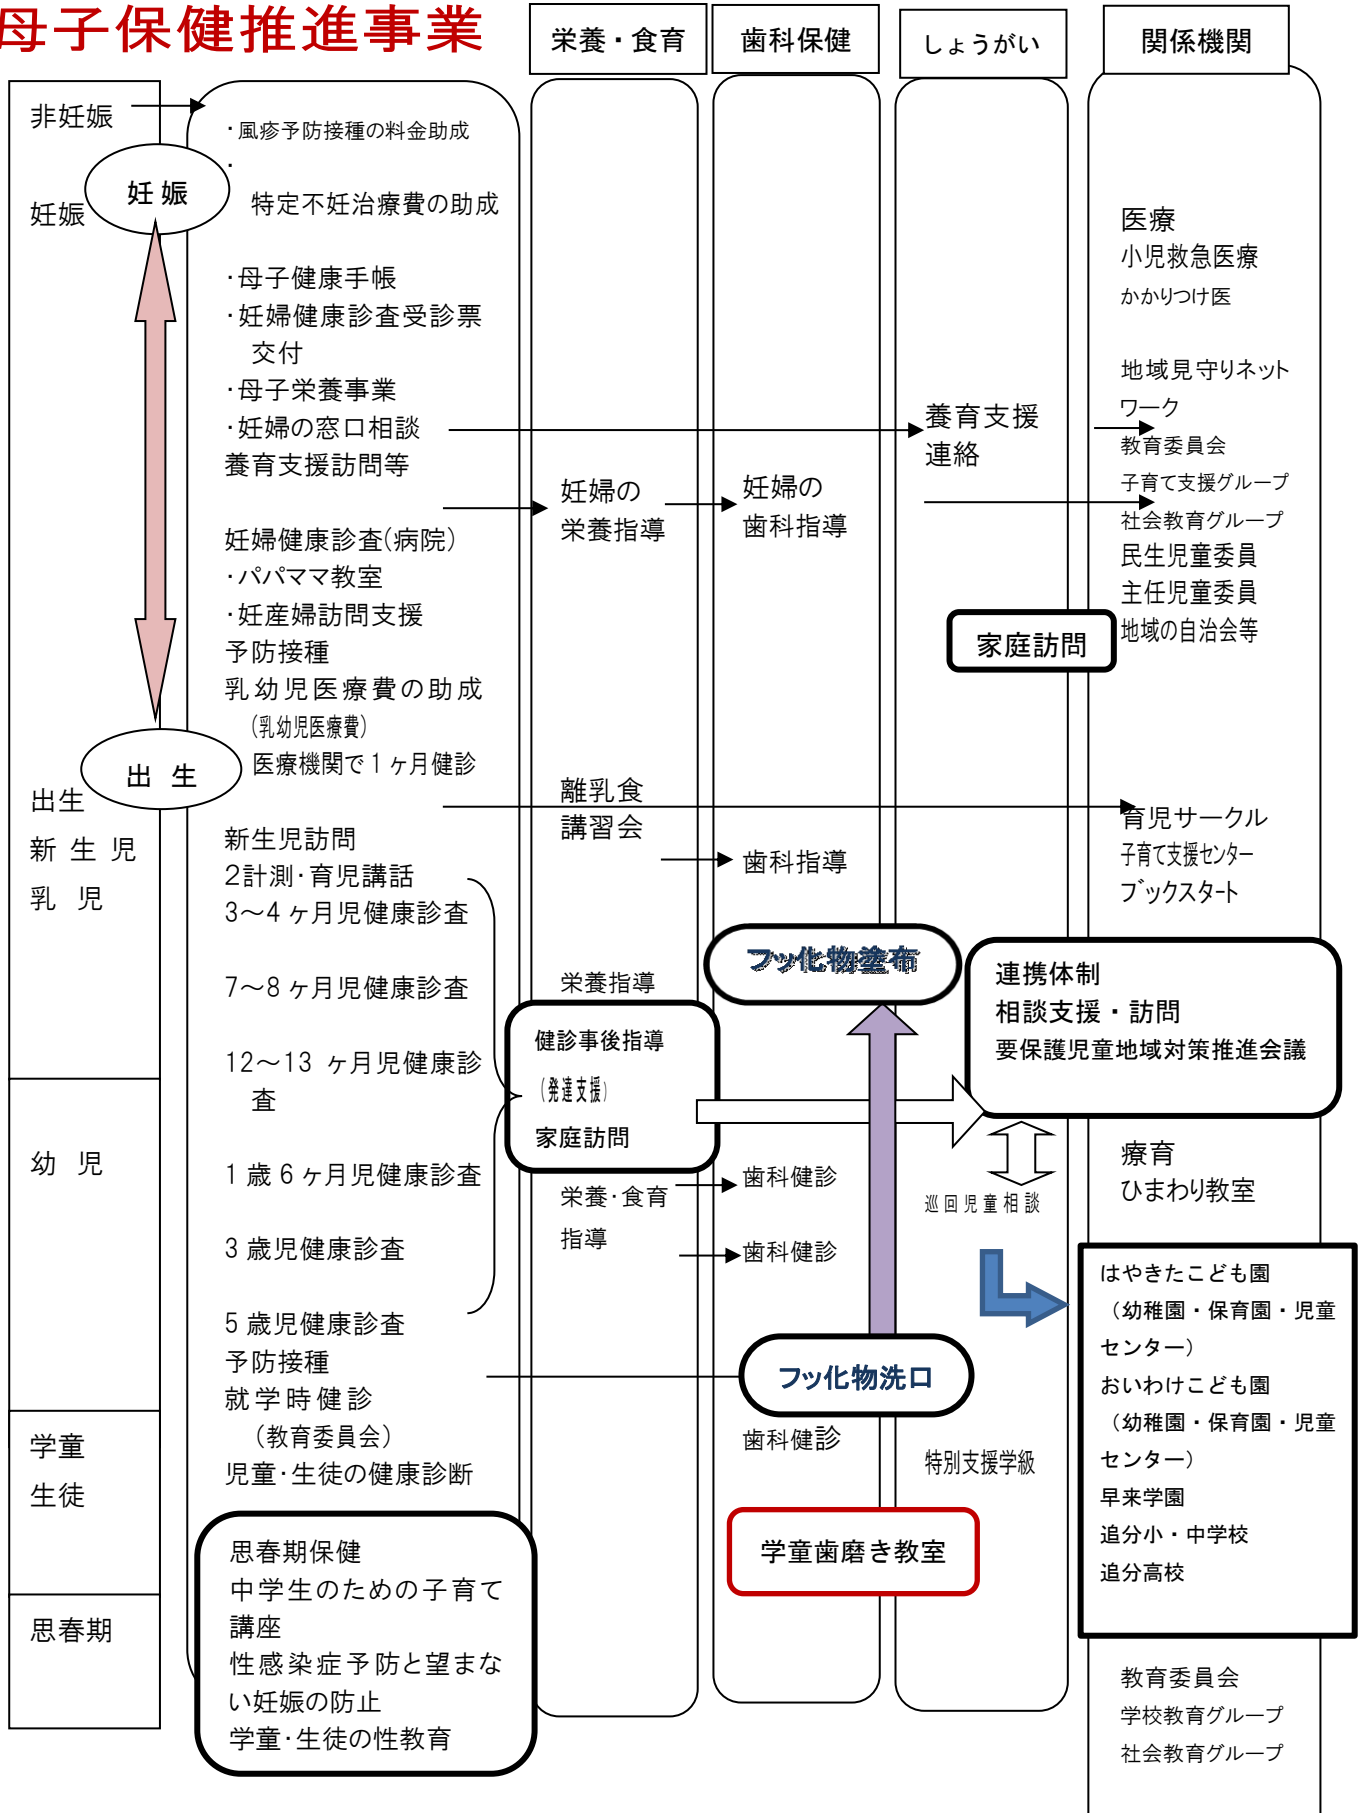 母子保健推進事業
栄養・食育
歯科保健
しょうがい
関係機関
非妊娠
妊娠
妊娠
出 生
出生
新 生 児
乳　児
幼　児
学童
生徒
思春期
・風疹予防接種の料金助成
・
特定不妊治療費の助成
・母子健康手帳
・妊婦健康診査受診票
交付
・母子栄養事業
・妊婦の窓口相談
養育支援訪問等
妊婦健康診査(病院)
・パパママ教室
・妊産婦訪問支援
予防接種
乳幼児医療費の助成
(乳幼児医療費)
医療機関で1ヶ月健診
新生児訪問
2計測・育児講話
3～4ヶ月児健康診査
7～8ヶ月児健康診査
12～13 ヶ月児健康診
査
1歳6ヶ月児健康診査
3歳児健康診査
5歳児健康診査
予防接種
就学時健診
（教育委員会）
児童・生徒の健康診断
思春期保健
中学生のための子育て
講座
性感染症予防と望まな
い妊娠の防止
学童・生徒の性教育
妊婦の
栄養指導
離乳食
講習会
栄養指導
健診事後指導
（発達支援）
家庭訪問
栄養・食育
指導
妊婦の
歯科指導
歯科指導
フッ化物塗布
歯科健診
歯科健診
フッ化物洗口
歯科健診
学童歯磨き教室
養育支援
連絡
家庭訪問
連携体制
相談支援・訪問
要保護児童地域対策推進会議
巡回児童相談
特別支援学級
医療
小児救急医療
かかりつけ医
地域見守りネット
ワーク
教育委員会
子育て支援グループ
社会教育グループ
民生児童委員
主任児童委員
地域の自治会等
育児サークル
子育て支援センター
ブックスタート
療育
ひまわり教室
はやきたこども園
（幼稚園・保育園・児童
センター）
おいわけこども園
（幼稚園・保育園・児童
センター）
早来学園
追分小・中学校
追分高校
教育委員会
学校教育グループ
社会教育グループ